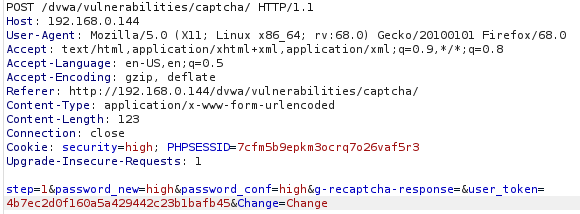 POST /dvwa/vulnerabilities/captcha/ HTTP/1.1
Host: 192.168.0.144
User-Agent: Mozilla/5.0 (X11; Linux x86_64; rv:68.0) Gecko/20100101 Firefox/68.0
Accept: text/html,application/xhtml+xml,application/xml;q=0.9,*/*;q=0.8
Accept-Language: en-US,en;q=0.5
Accept-Encoding: gzip, deflate
Referer: http://192.168.0.144/dvwa/vulnerabilities/captcha/
Content-Type: application/x-www-form-urlencoded
Content-Length: 123
Connection: close
Cookie: security=high; PHPSESSID=7cfm5b9epkm3ocrq7o26vaf5r3
Upgrade-Insecure-Requests: 1
step=1&password_new=high&password_conf=high&g-recaptcha-response=&user_token=
4b7ec2d0f160a5a429442c23b1bafb45&Change=Change